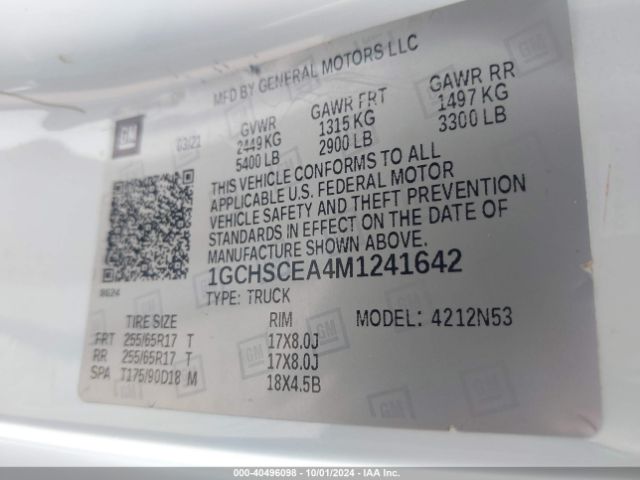 MFD BY GENERAL MOTORS LLC
GM
03/21
GVWR GAWR FRT GAWR RR
2449 KG 1315 KG 1497 KG
5400 LB 2900 LB 3300 LB
THIS VEHICLE CONFORMS TO ALL
APPLICABLE U.S. FEDERAL MOTOR
VEHICLE SAFETY AND THEFT PREVENTION
STANDARDS IN EFFECT ON THE DATE OF
MANUFACTURE SHOWN ABOVE.
1GCHSCEA4M1241642
8624
TYPE: TRUCK
TIRE SIZE RIM MODEL: 4212N53
FRT 255/65R17 T 17X8.0J
RR 255/65R17 T 17X8.0J
SPA T175/90D18 M 18X4.5B
000-40496098 - 10/01/2024 - IAA Inc.